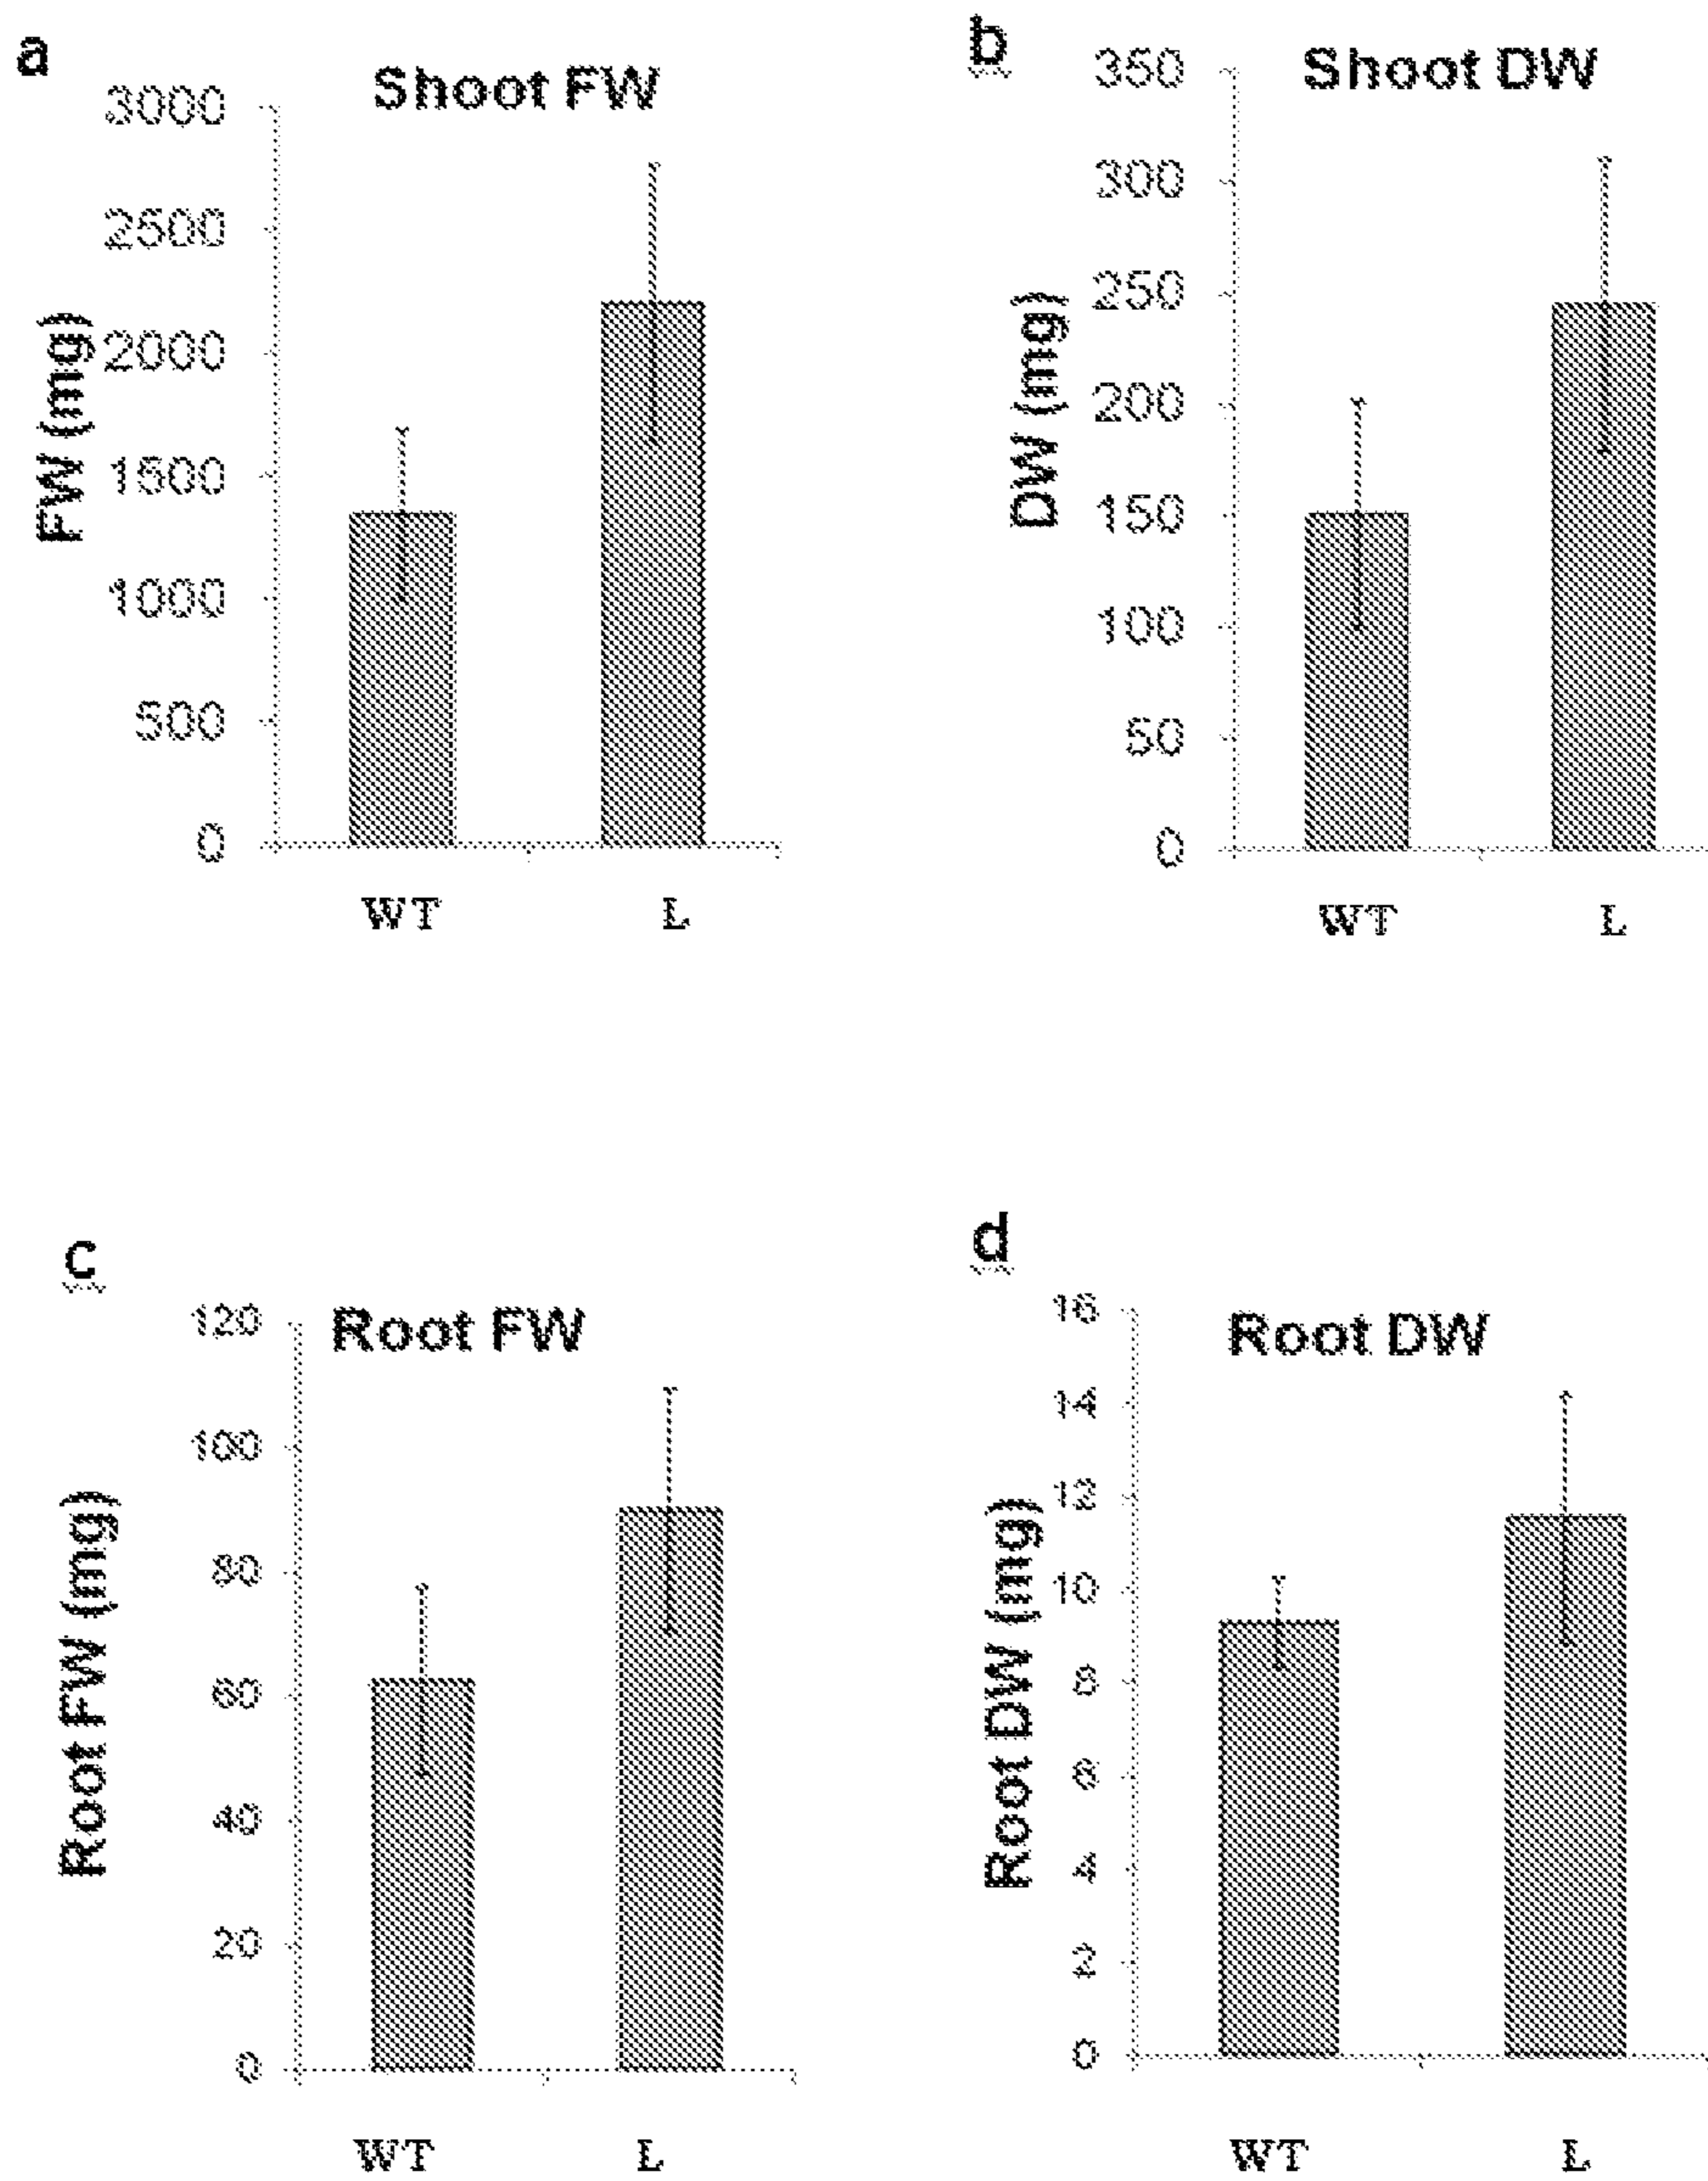 a
Shoot FW
3000
2500
2000
1500
1000
500
0
FW (mg)
WT L
b
Shoot DW
350
300
250
200
150
100
50
0
DW (mg)
WT L
c
Root FW
120
100
80
60
40
20
0
Root FW (mg)
WT L
d
Root DW
16
14
12
10
8
6
4
2
0
Root DW (mg)
WT L